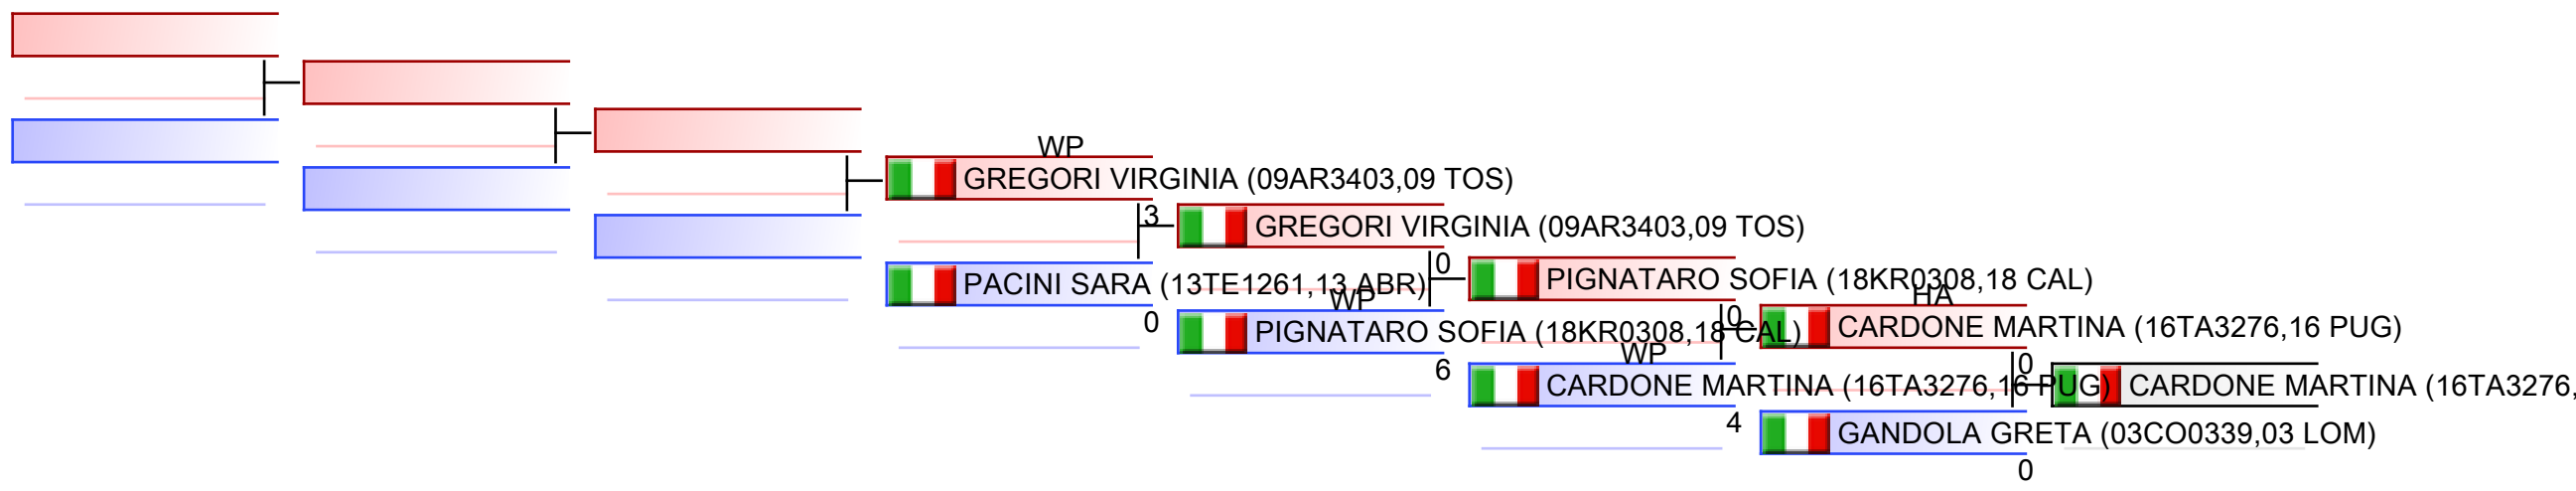 WP
GREGORI VIRGINIA (09AR3403,09 TOS)
3
GREGORI VIRGINIA (09AR3403,09 TOS)
PACINI SARA (13TE1261,13 ABR)
0
WP
0
PIGNATARO SOFIA (18KR0308,18 CAL)
PIGNATARO SOFIA (18KR0308,18 CAL)
6
HA
0
CARDONE MARTINA (16TA3276,16 PUG)
WP
CARDONE MARTINA (16TA3276,16 PUG)
4
0
CARDONE MARTINA (16TA3276,
GANDOLA GRETA (03CO0339,03 LOM)
0